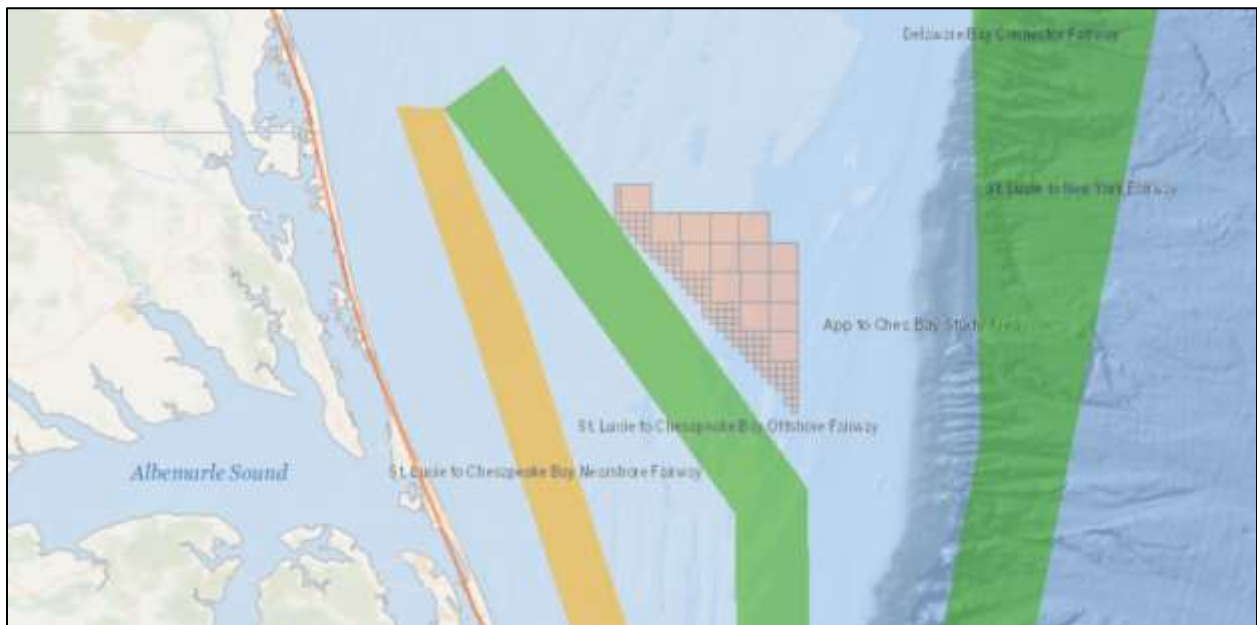 Delaware Bay Connector Fairway
St. Lucie to New York Fairway
App to Ches Bay Study Area
St. Lucie to Chesapeake Bay Offshore Fairway
St. Lucie to Chesapeake Bay Nearshore Fairway
Albemarle Sound